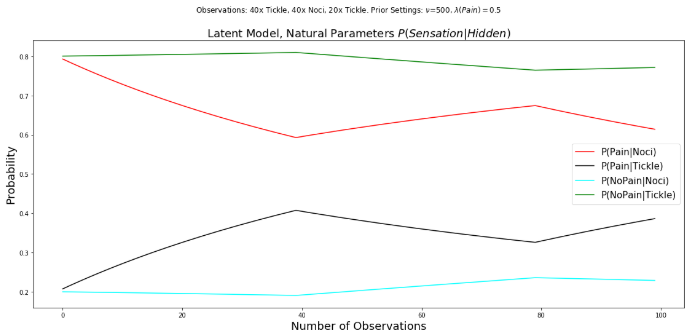 Observations: 40x Tickle, 40x Noci, 20x Tickle. Prior Settings: ν=500, λ(Pain) = 0.5
Latent Model, Natural Parameters P(Sensation|Hidden)
Probability
0.8
0.7
0.6
0.5
0.4
0.3
0.2
P(Pain|Noci)
P(Pain|Tickle)
P(NoPain|Noci)
P(NoPain|Tickle)
0 20 40 60 80 100
Number of Observations